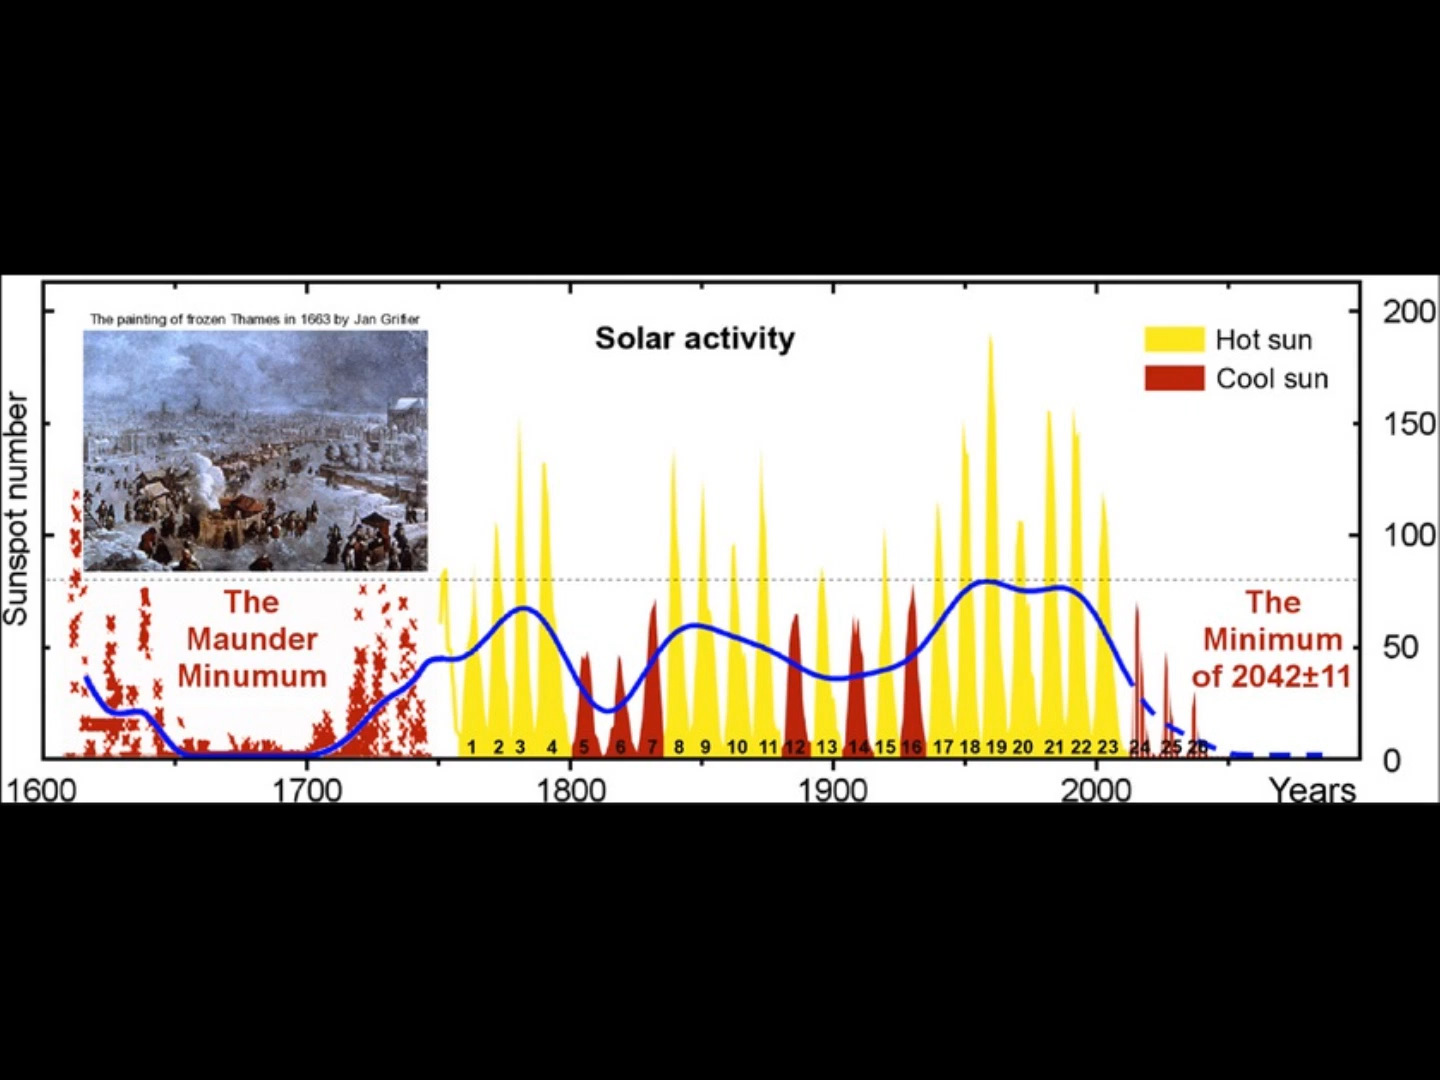 The painting of frozen Thames in 1663 by Jan Grifier
Solar activity
Hot sun
Cool sun
Sunspot number
200
150
100
50
0
The
Maunder
Minumum
The
Minimum
of 2042±11
1 2 3 4 5 6 7 8 9 10 11 12 13 14 15 16 17 18 19 20 21 22 23 24 25 26
1600 1700 1800 1900 2000 Years